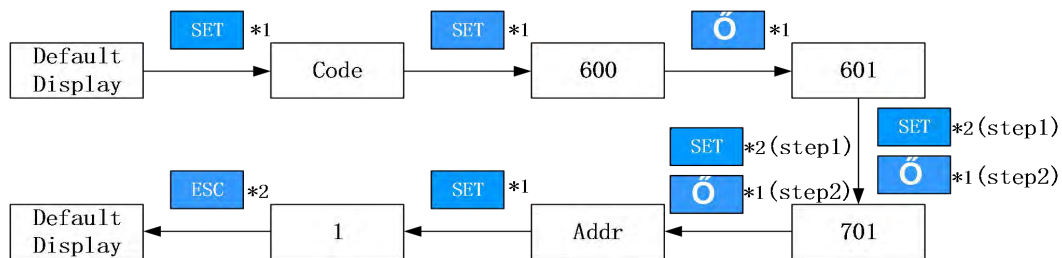 SET *1
SET *1
Ő *1
Default
Display
Code
600
601
SET *2(step1)
Ő *1(step2)
SET *2(step1)
Ő *1(step2)
ESC *2
SET *1
Default
Display
1
Addr
701